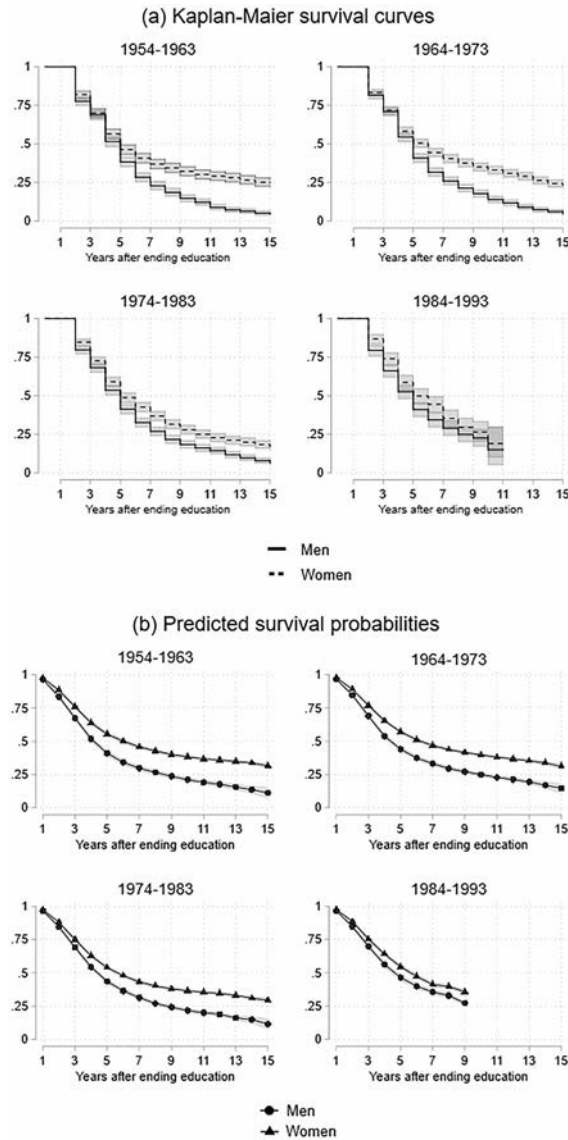 (a) Kaplan-Maier survival curves
1954-1963
1964-1973
1
.75
.5
.25
0
1 3 5 7 9 11 13 15
Years after ending education
1
.75
.5
.25
0
1 3 5 7 9 11 13 15
Years after ending education
1974-1983
1984-1993
1
.75
.5
.25
0
1 3 5 7 9 11 13 15
Years after ending education
1
.75
.5
.25
0
1 3 5 7 9 11 13 15
Years after ending education
Men
Women
(b) Predicted survival probabilities
1954-1963
1964-1973
1
.75
.5
.25
0
1 3 5 7 9 11 13 15
Years after ending education
1
.75
.5
.25
0
1 3 5 7 9 11 13 15
Years after ending education
1974-1983
1984-1993
1
.75
.5
.25
0
1 3 5 7 9 11 13 15
Years after ending education
1
.75
.5
.25
0
1 3 5 7 9 11 13 15
Years after ending education
Men
Women